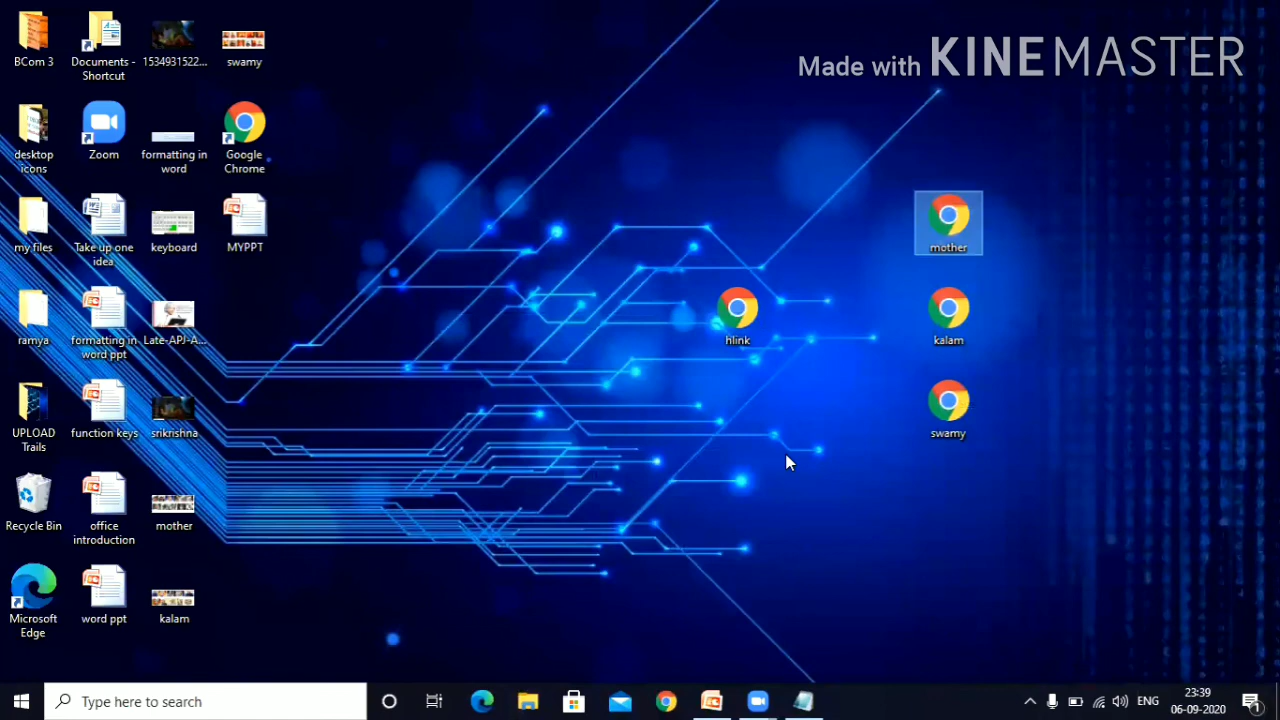 Made with KINEMASTER
BCom 3
Documents -
Shortcut
1534931522...
swamy
desktop
icons
Zoom
formatting in
word
Google
Chrome
my files
Take up one
idea
keyboard
MYPPT
ramya
formatting in
word ppt
Late-APJ-A...
UPLOAD
Trails
function keys
srikrishna
Recycle Bin
office
introduction
mother
Microsoft
Edge
word ppt
kalam
mother
hlink
kalam
swamy
Type here to search
ENG
23:39
06-09-2020
1